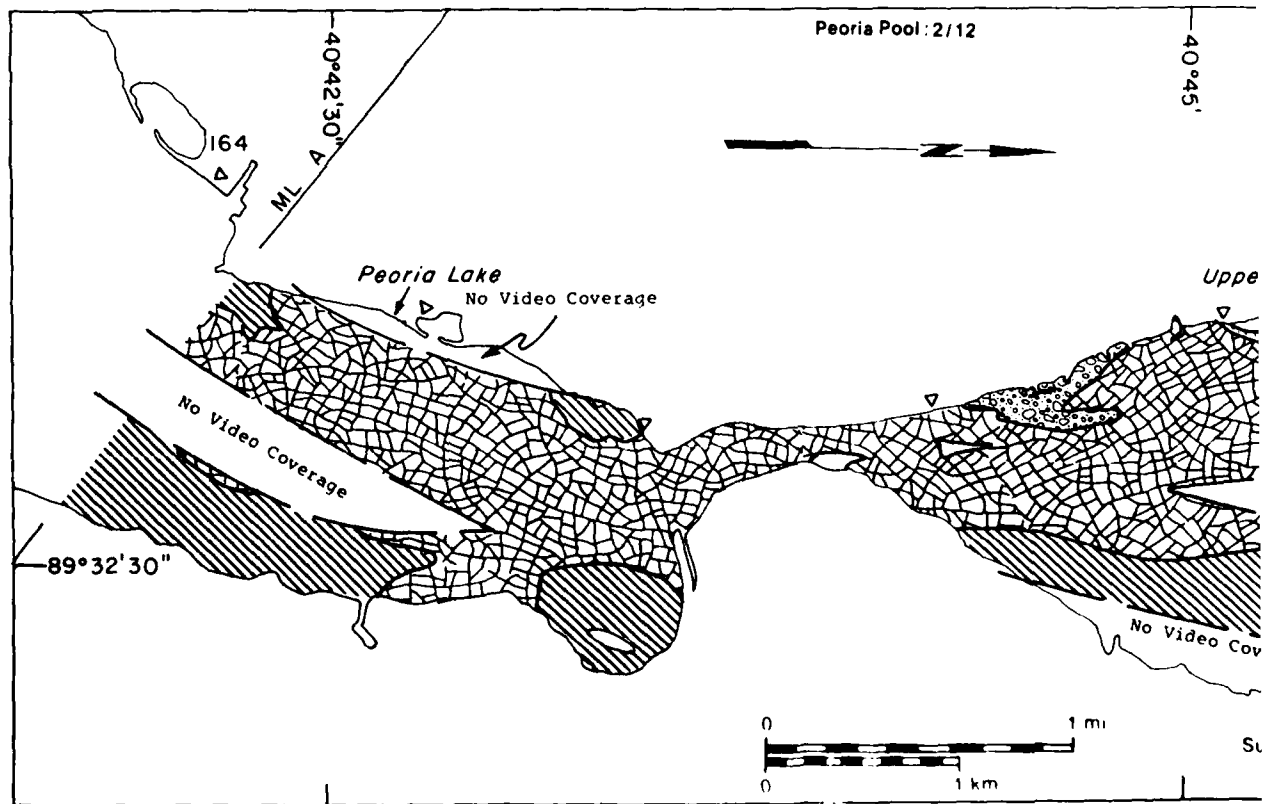 Peoria Pool : 2/12
40°42'30"
40°45'
164
ML A
N
Peoria Lake
No Video Coverage
Uppe
No Video Coverage
89°32'30"
No Video Cov
0 1 mi
0 1 km
Su